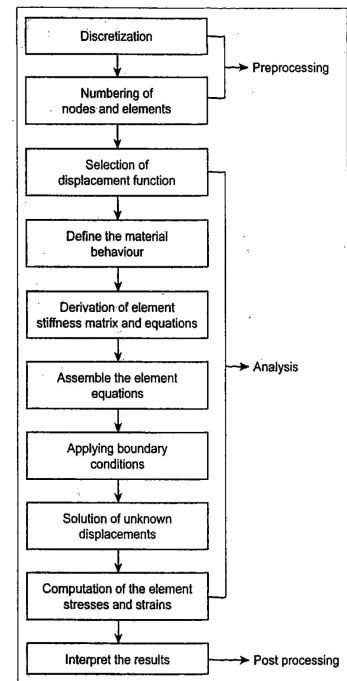 Discretization
Preprocessing
Numbering of
nodes and elements
Selection of
displacement function
Define the material
behaviour
Derivation of element
stiffness matrix and equations
Analysis
Assemble the element
equations
Applying boundary
conditions
Solution of unknown
displacements
Computation of the element
stresses and strains
Interpret the results
Post processing